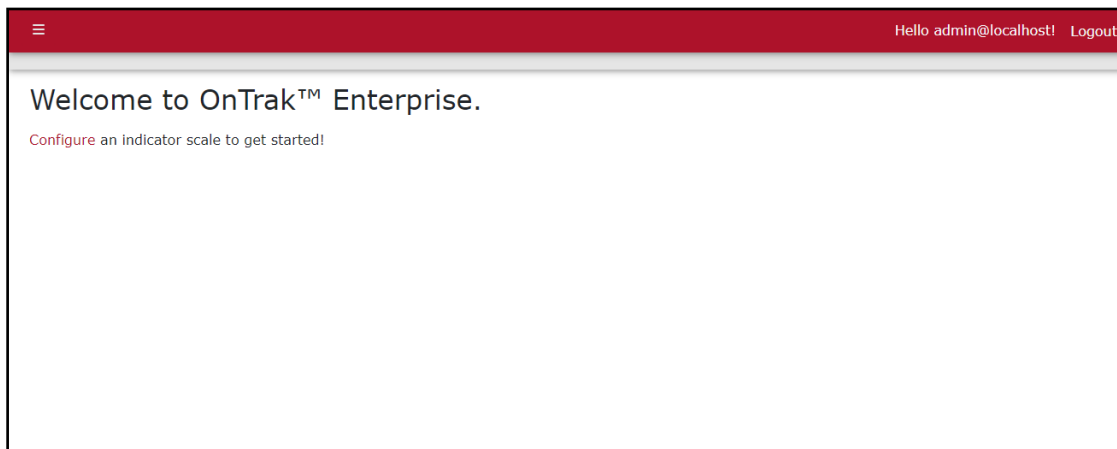 Hello admin@localhost! Logout
Welcome to OnTrak™ Enterprise.
Configure an indicator scale to get started!